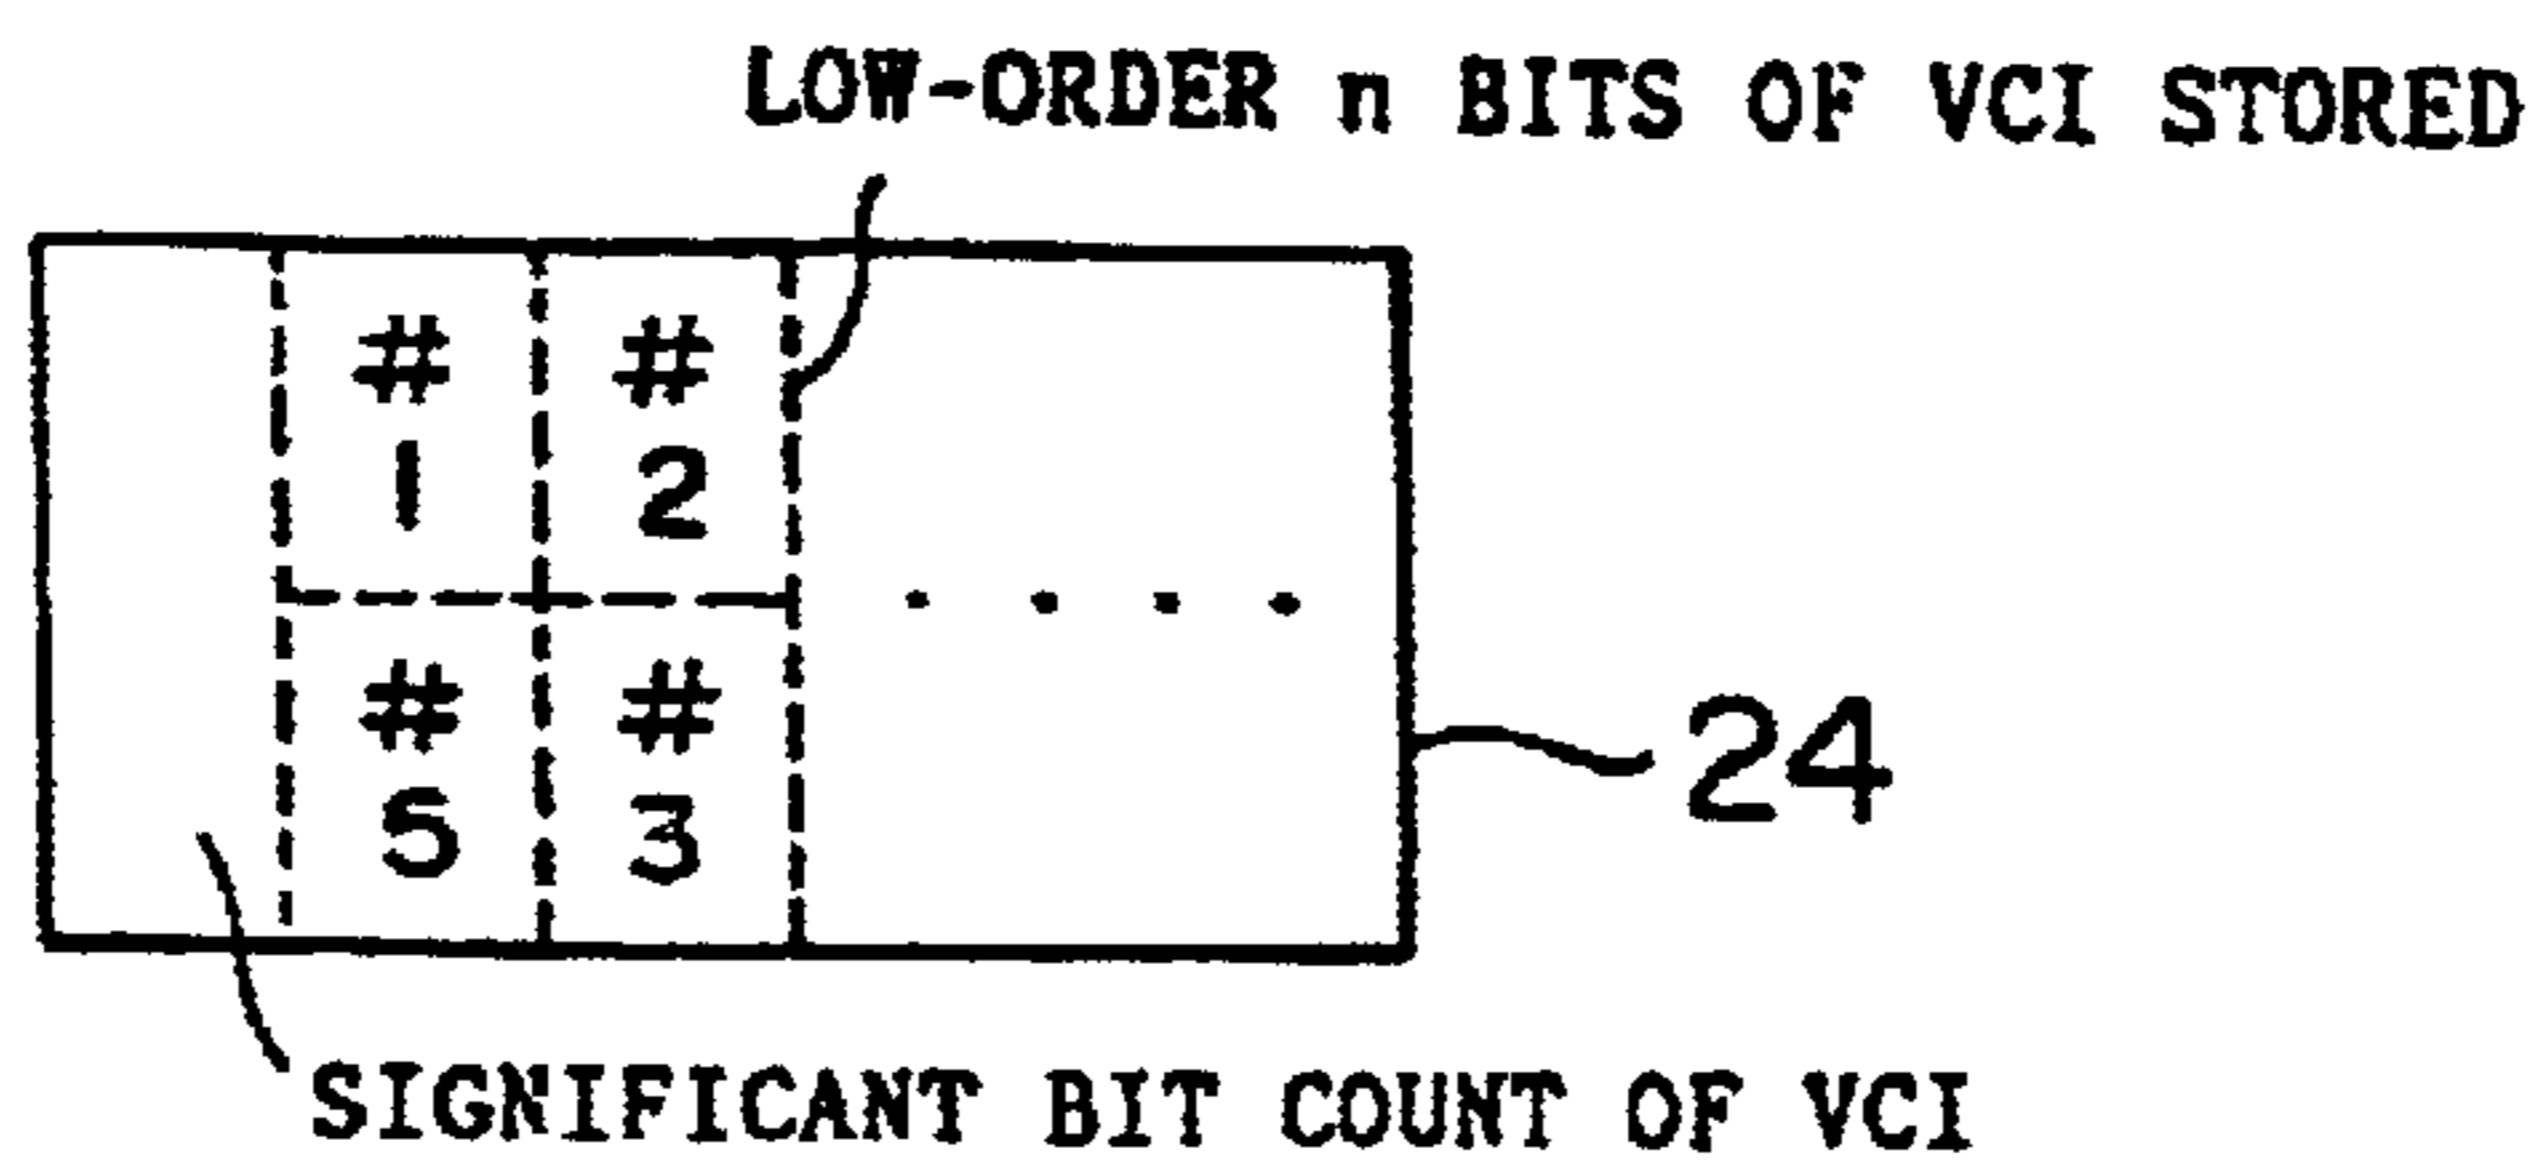 LOW-ORDER n BITS OF VCI STORED
# #
1 2
. . . .
# #
5 3
24
SIGNIFICANT BIT COUNT OF VCI